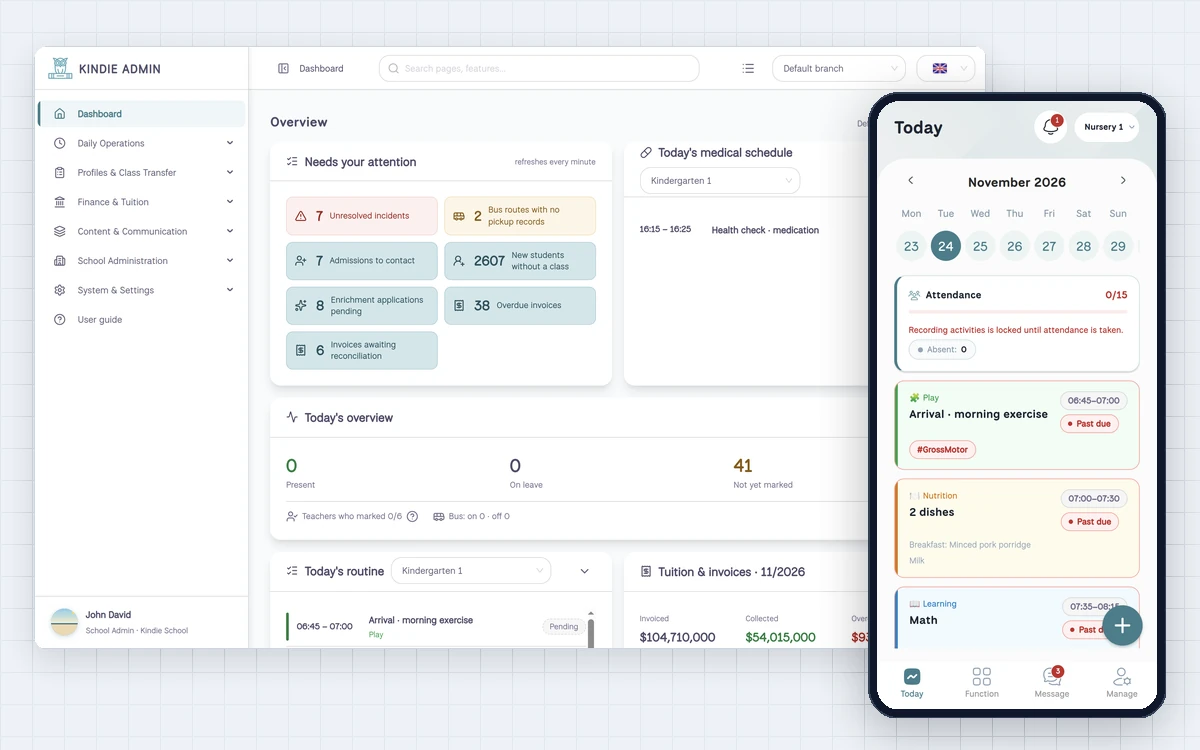 KINDIE ADMIN
Dashboard
Search pages, features...
Default branch
Dashboard
Daily Operations
Profiles & Class Transfer
Finance & Tuition
Content & Communication
School Administration
System & Settings
User guide
John David
School Admin · Kindie School
Overview
Needs your attention
refreshes every minute
7 Unresolved incidents
2 Bus routes with no
pickup records
7 Admissions to contact
2607 New students
without a class
8 Enrichment applications
pending
38 Overdue invoices
6 Invoices awaiting
reconciliation
Today's medical schedule
Kindergarten 1
16:15 – 16:25 Health check · medication
Today's overview
0
Present
0
On leave
41
Not yet marked
Teachers who marked 0/6
Bus: on 0 · off 0
Today's routine
Kindergarten 1
06:45 – 07:00
Arrival · morning exercise
Play
Pending
Tuition & invoices · 11/2026
Invoiced
$104,710,000
Collected
$54,015,000
Today
1
Nursery 1
November 2026
Mon Tue Wed Thu Fri Sat Sun
23 24 25 26 27 28 29
Attendance
0/15
Recording activities is locked until attendance is taken.
Absent: 0
Play
06:45–07:00
Arrival · morning exercise
Past due
#GrossMotor
Nutrition
07:00–07:30
2 dishes
Past due
Breakfast: Minced pork porridge
Milk
Learning
Math
Today
Function
3
Message
Manage